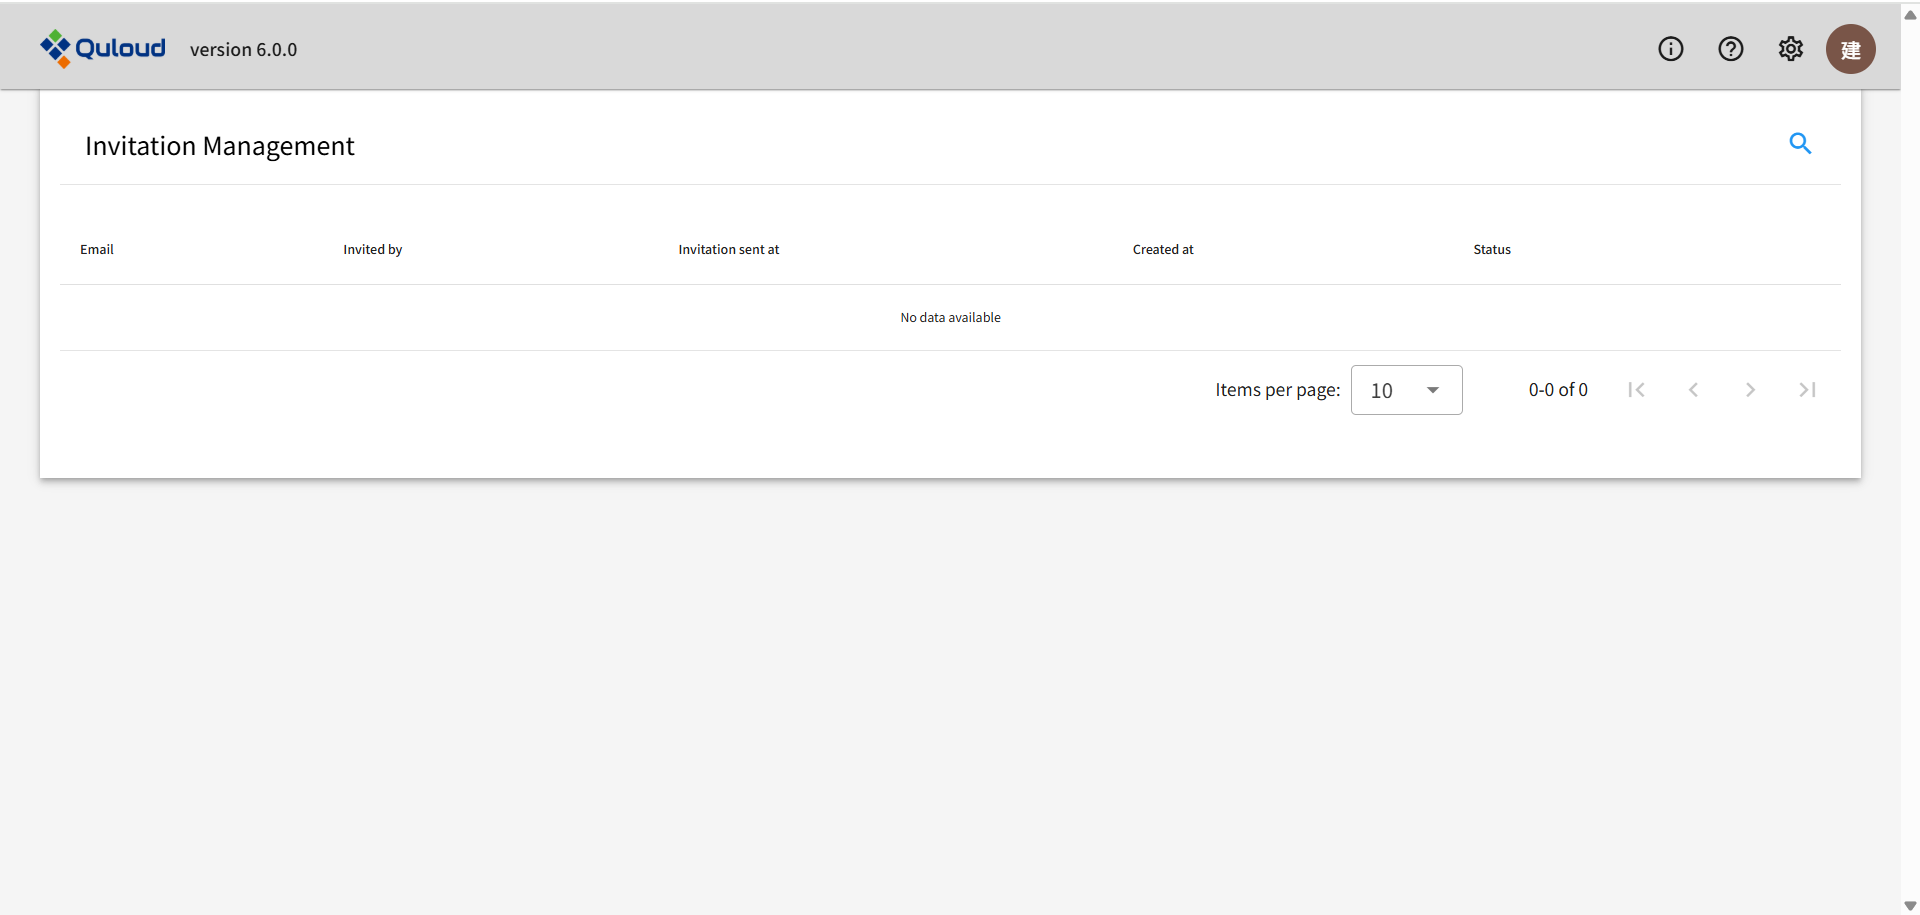 Quloud version 6.0.0 建
Invitation Management
Email Invited by Invitation sent at Created at Status
No data available
Items per page: 10 0-0 of 0